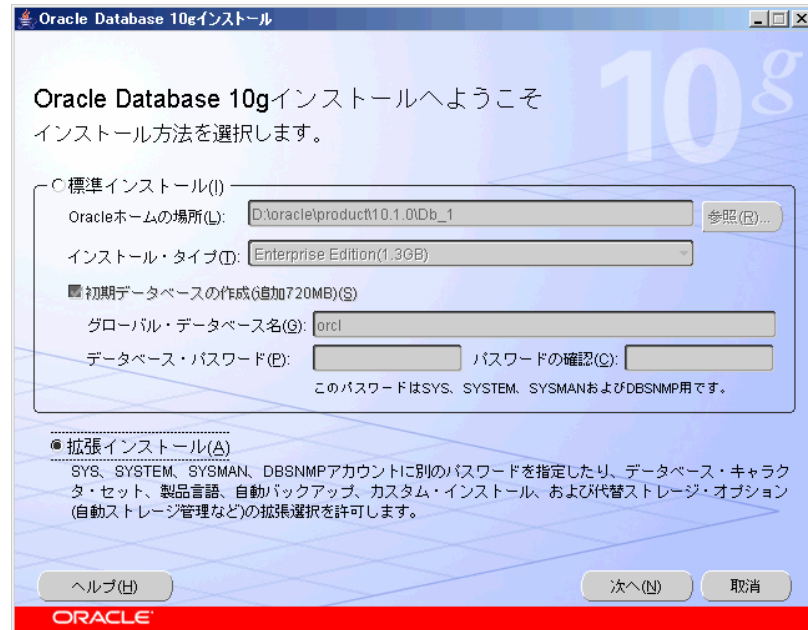 Oracle Database 10gインストール
10g
Oracle Database 10gインストールへようこそ
インストール方法を選択します。
標準インストール(I)
Oracleホームの場所(L): D:\oracle\product\10.1.0\Db_1 参照(R)...
インストール・タイプ(T): Enterprise Edition(1.3GB)
初期データベースの作成(追加720MB)(S)
グローバル・データベース名(G): orcl
データベース・パスワード(P): パスワードの確認(C):
このパスワードはSYS、SYSTEM、SYSMANおよびDBSNMP用です。
拡張インストール(A)
SYS、SYSTEM、SYSMAN、DBSNMPアカウントに別のパスワードを指定したり、データベース・キャラク
タ・セット、製品言語、自動バックアップ、カスタム・インストール、および代替ストレージ・オプション
(自動ストレージ管理など)の拡張選択を許可します。
ヘルプ(H) 次へ(N) 取消
ORACLE